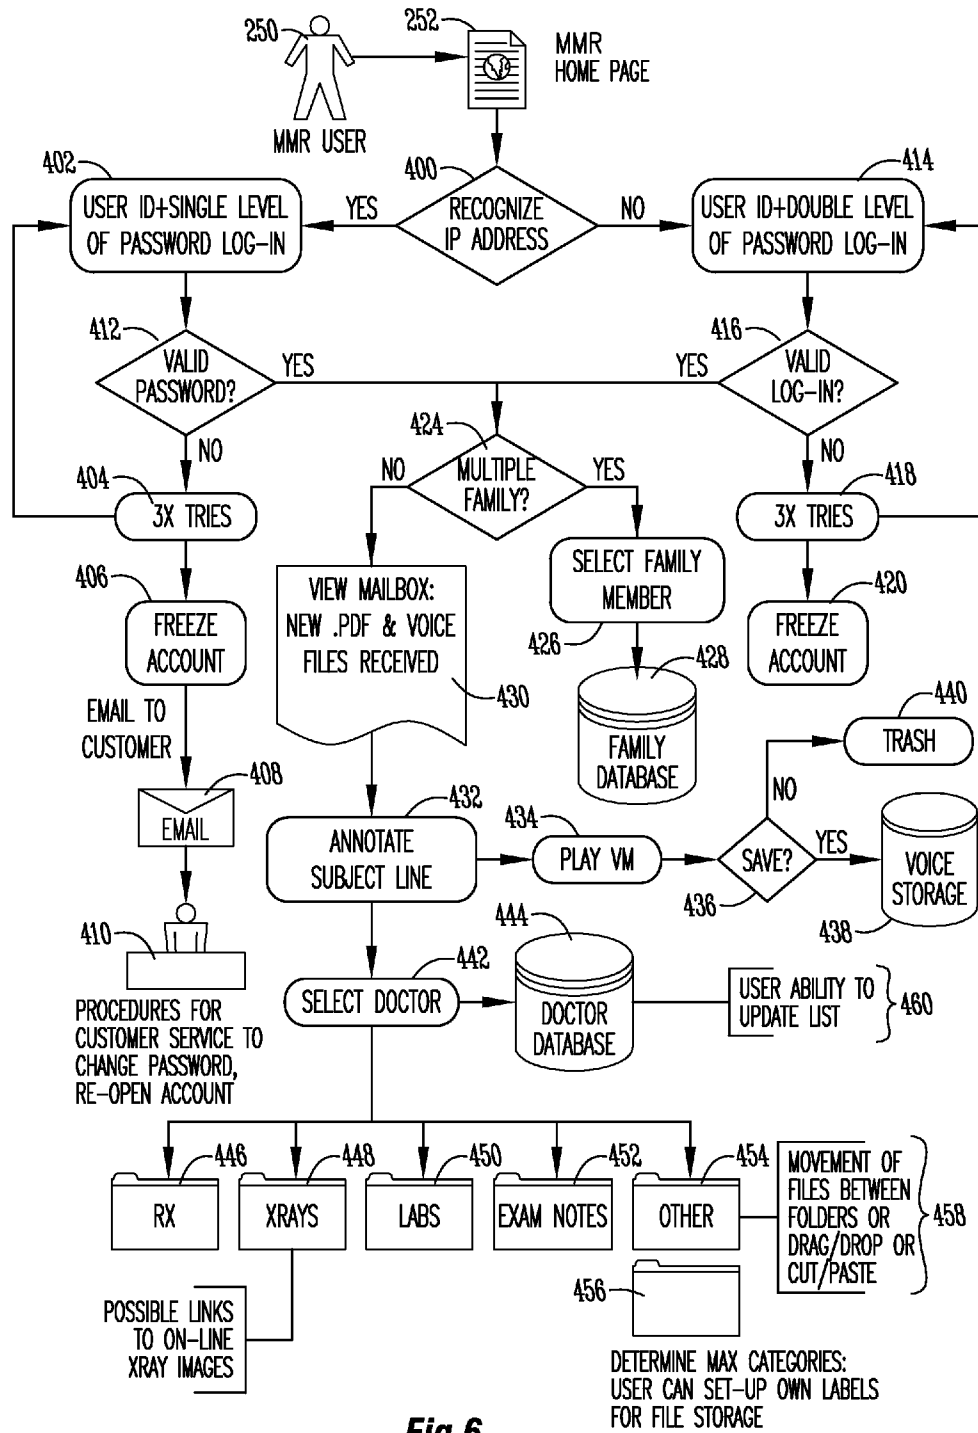 250
252
MMR
HOME PAGE
MMR USER
402
400
414
USER ID+SINGLE LEVEL
OF PASSWORD LOG-IN
YES
RECOGNIZE
IP ADDRESS
NO
USER ID+DOUBLE LEVEL
OF PASSWORD LOG-IN
412
VALID
PASSWORD?
YES
416
YES
VALID
LOG-IN?
NO
424
NO
MULTIPLE
FAMILY?
YES
NO
404
3X TRIES
418
3X TRIES
406
FREEZE
ACCOUNT
VIEW MAILBOX:
NEW .PDF & VOICE
FILES RECEIVED
430
SELECT FAMILY
MEMBER
426
420
FREEZE
ACCOUNT
428
FAMILY
DATABASE
EMAIL TO
CUSTOMER
440
TRASH
408
EMAIL
432
ANNOTATE
SUBJECT LINE
434
PLAY VM
NO
SAVE?
YES
436
VOICE
STORAGE
438
410
PROCEDURES FOR
CUSTOMER SERVICE TO
CHANGE PASSWORD,
RE-OPEN ACCOUNT
442
SELECT DOCTOR
444
DOCTOR
DATABASE
USER ABILITY TO
UPDATE LIST
460
446
RX
448
XRAYS
450
LABS
452
EXAM NOTES
454
OTHER
MOVEMENT OF
FILES BETWEEN
FOLDERS OR
DRAG/DROP OR
CUT/PASTE
458
POSSIBLE LINKS
TO ON-LINE
XRAY IMAGES
456
DETERMINE MAX CATEGORIES:
USER CAN SET-UP OWN LABELS
FOR FILE STORAGE
Fig.6